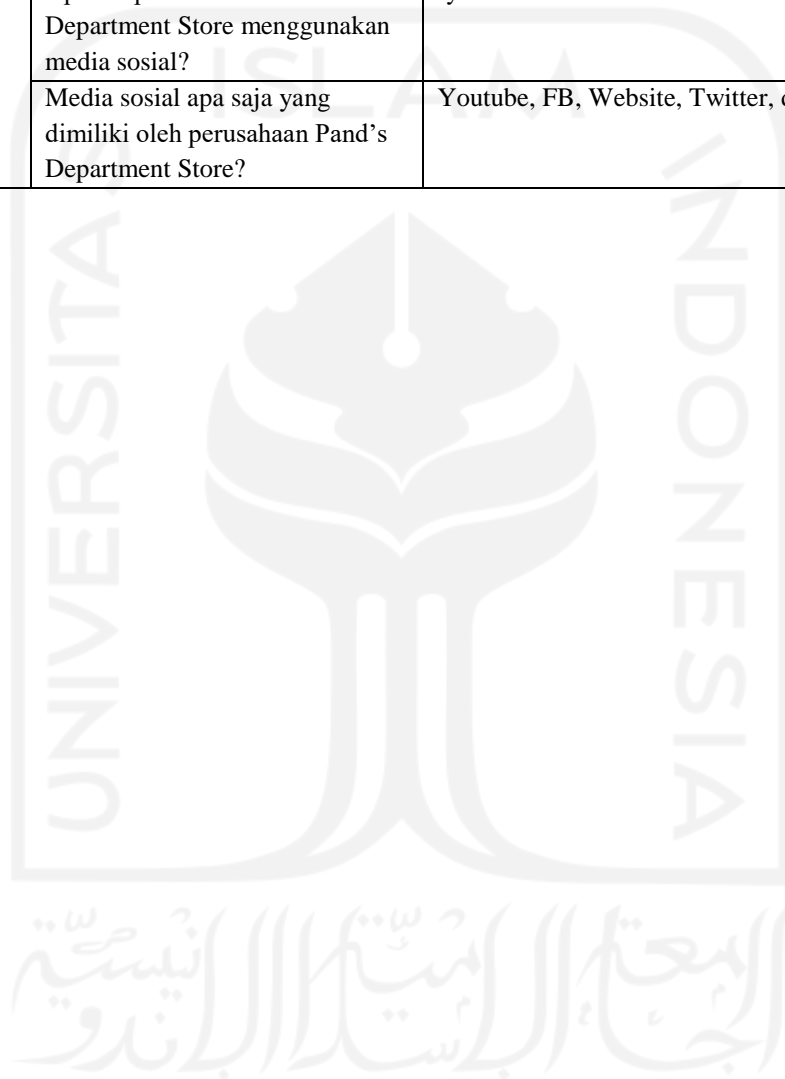 Department Store menggunakan
media sosial?
Media sosial apa saja yang
dimiliki oleh perusahaan Pand’s
Department Store?
Youtube, FB, Website, Twitter,
ISLAM
UNIVERSITAS
INDONESIA